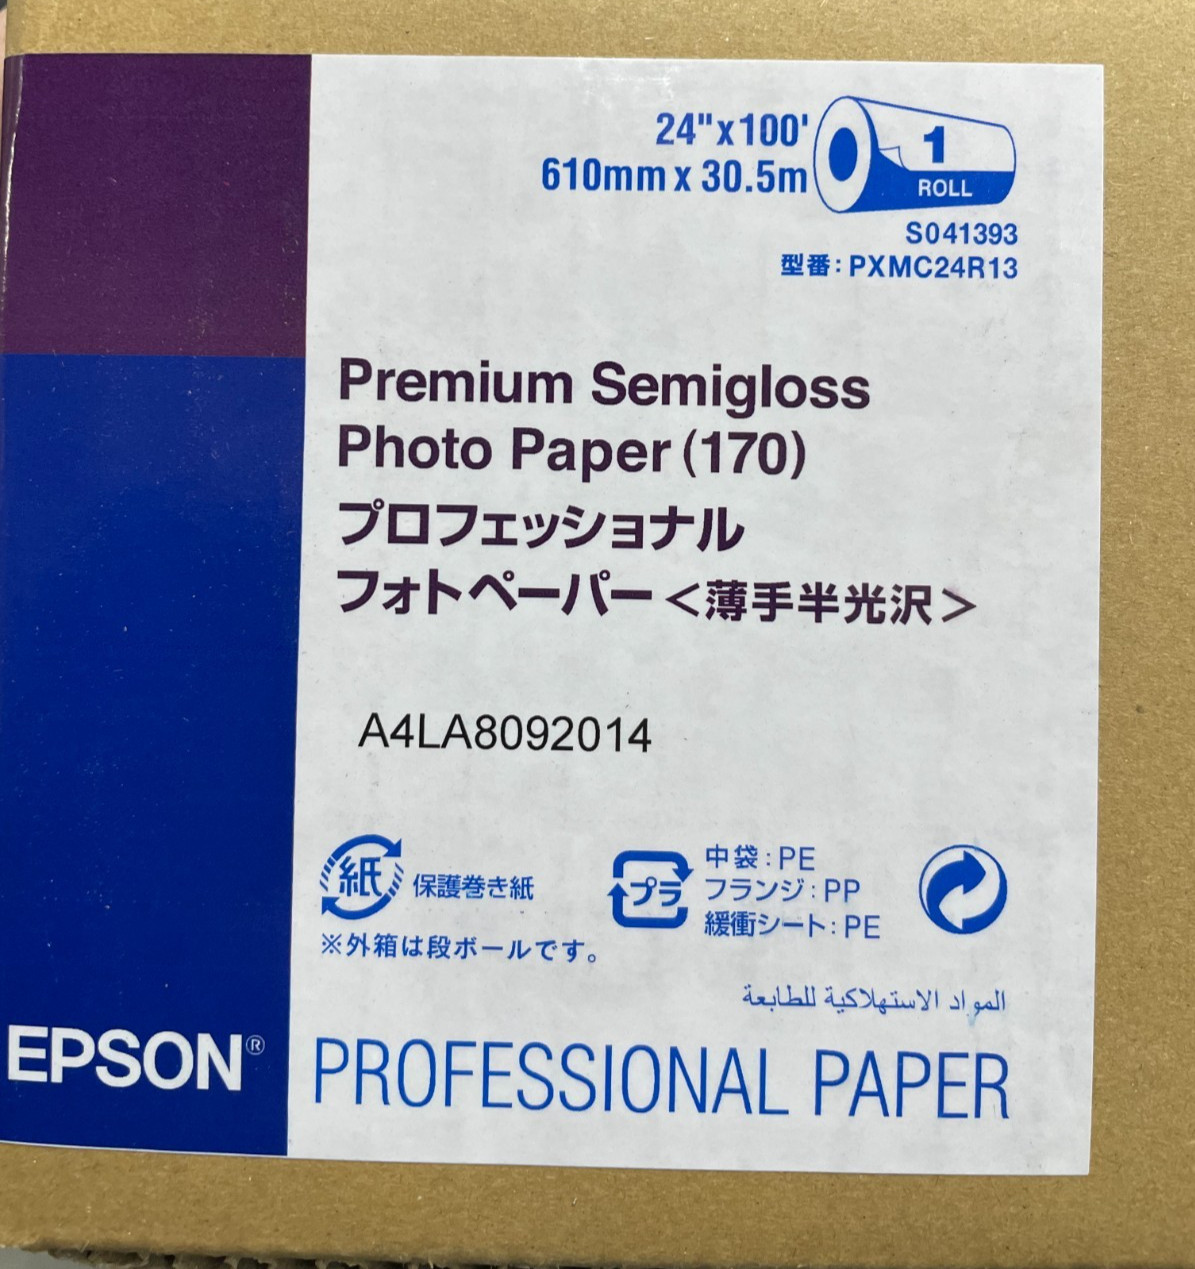 24"x100'
610mm x 30.5m
1
ROLL
S041393
型番：PXMC24R13
Premium Semigloss
Photo Paper (170)
プロフェッショナル
フォトペーパー＜薄手半光沢＞
A4LA8092014
紙 保護巻き紙
※外箱は段ボールです。
プラ
中袋：PE
フランジ：PP
緩衝シート：PE
المواد الاستهلاكية للطابعة
EPSON®
PROFESSIONAL PAPER